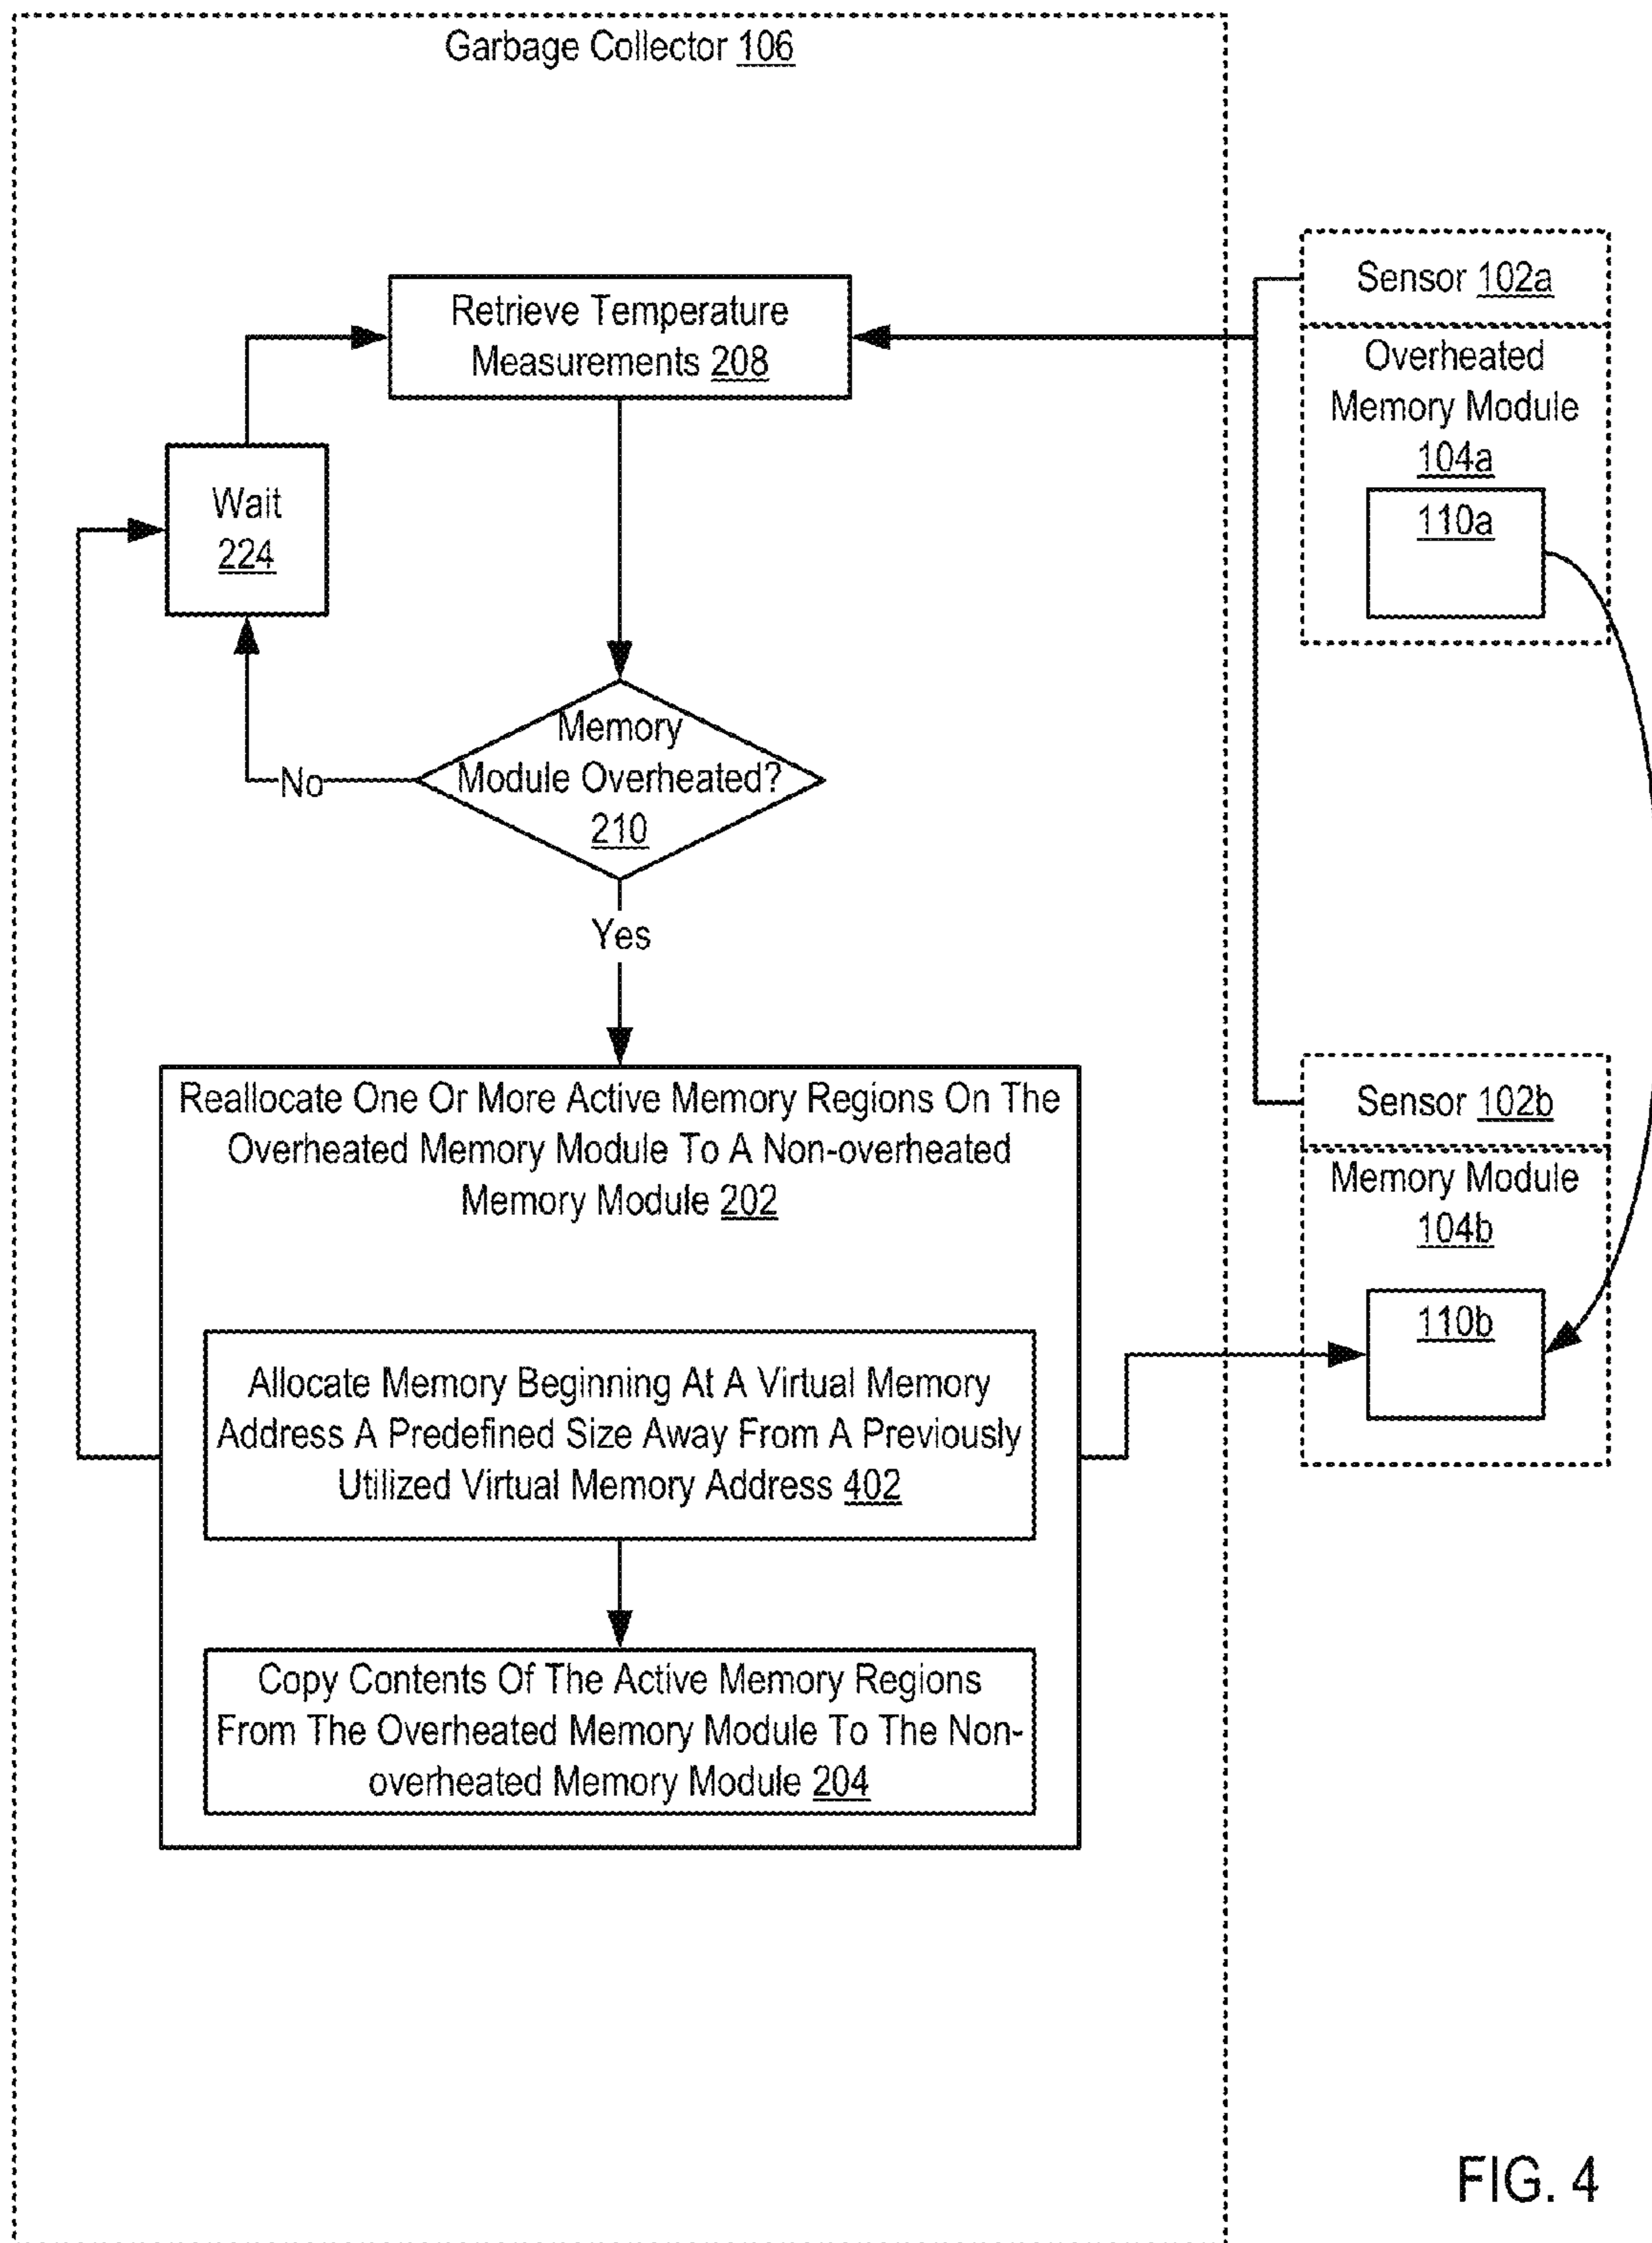 Garbage Collector 106
Retrieve Temperature
Measurements 208
Sensor 102a
Overheated
Memory Module
104a
110a
Wait
224
Memory
Module Overheated?
210
No
Yes
Reallocate One Or More Active Memory Regions On The
Overheated Memory Module To A Non-overheated
Memory Module 202
Sensor 102b
Memory Module
104b
110b
Allocate Memory Beginning At A Virtual Memory
Address A Predefined Size Away From A Previously
Utilized Virtual Memory Address 402
Copy Contents Of The Active Memory Regions
From The Overheated Memory Module To The Non-
overheated Memory Module 204
FIG. 4